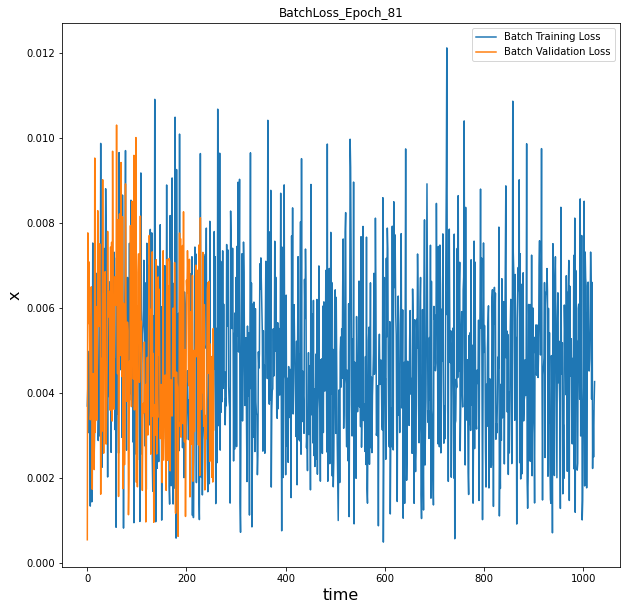 BatchLoss_Epoch_81
Batch Training Loss
Batch Validation Loss
0.012
0.010
0.008
0.006
0.004
0.002
0.000
x
0 200 400 600 800 1000
time